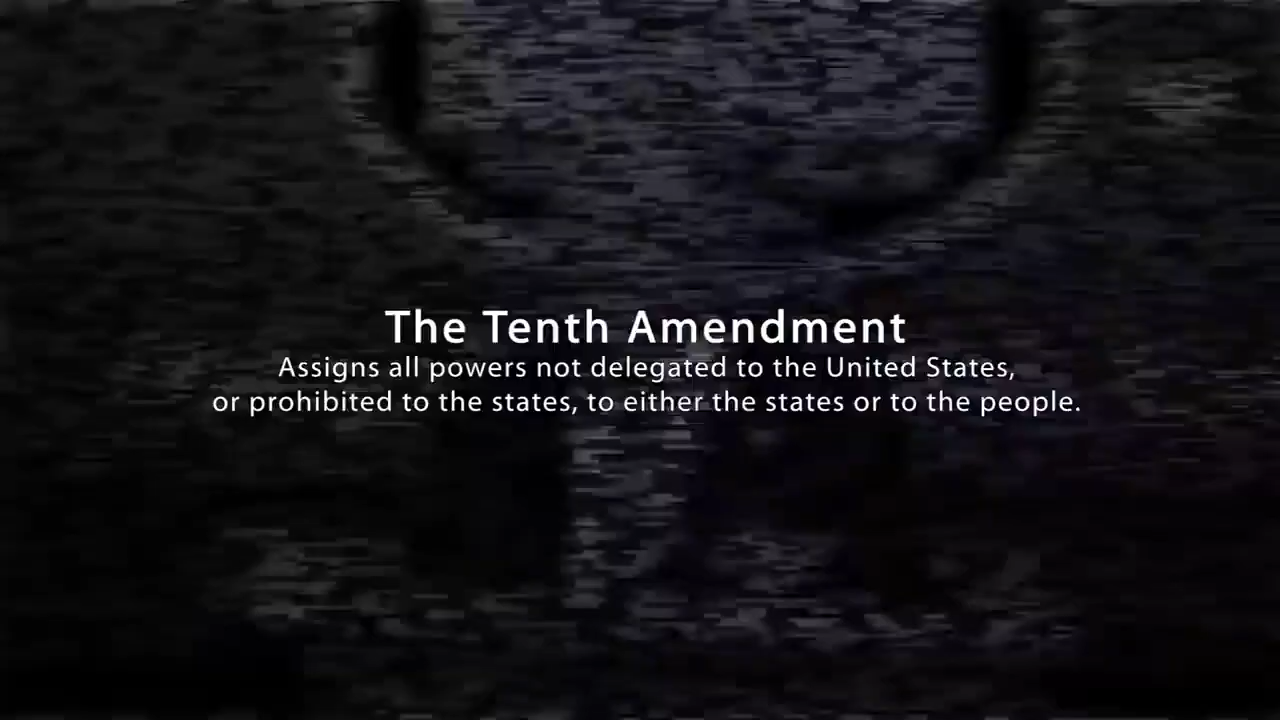 The Tenth Amendment
Assigns all powers not delegated to the United States,
or prohibited to the states, to either the states or to the people.